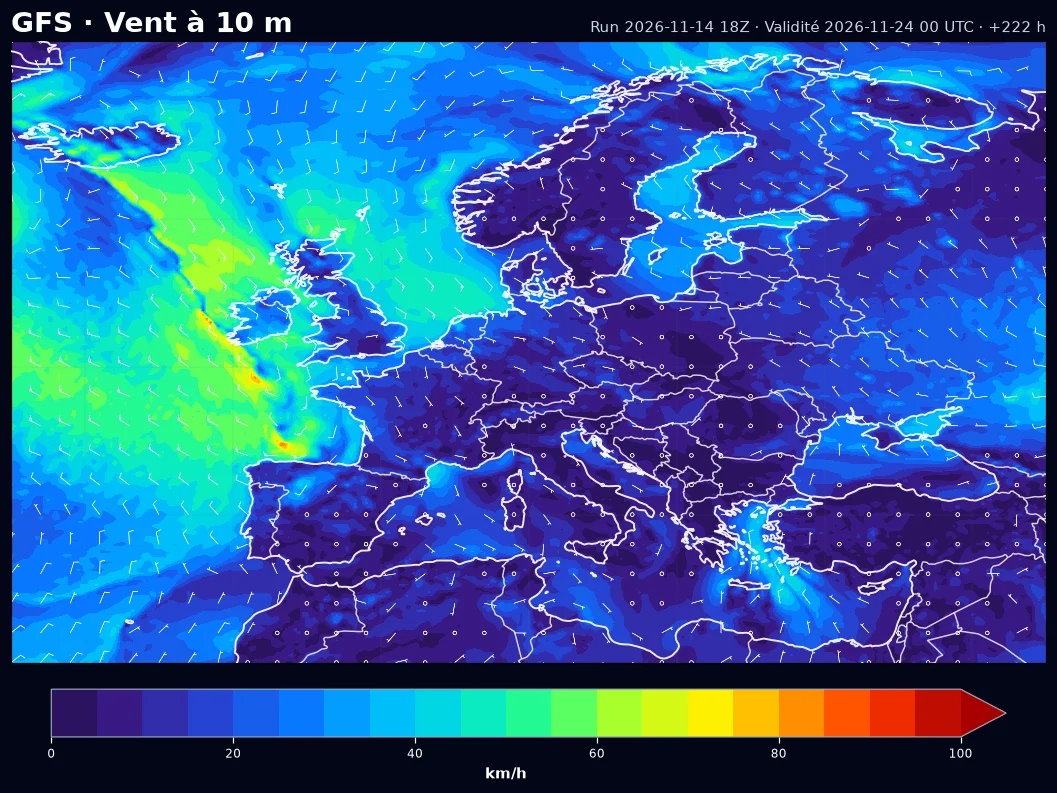 GFS · Vent à 10 m
Run 2026-11-14 18Z · Validité 2026-11-24 00 UTC · +222 h
0 20 40 60 80 100
km/h